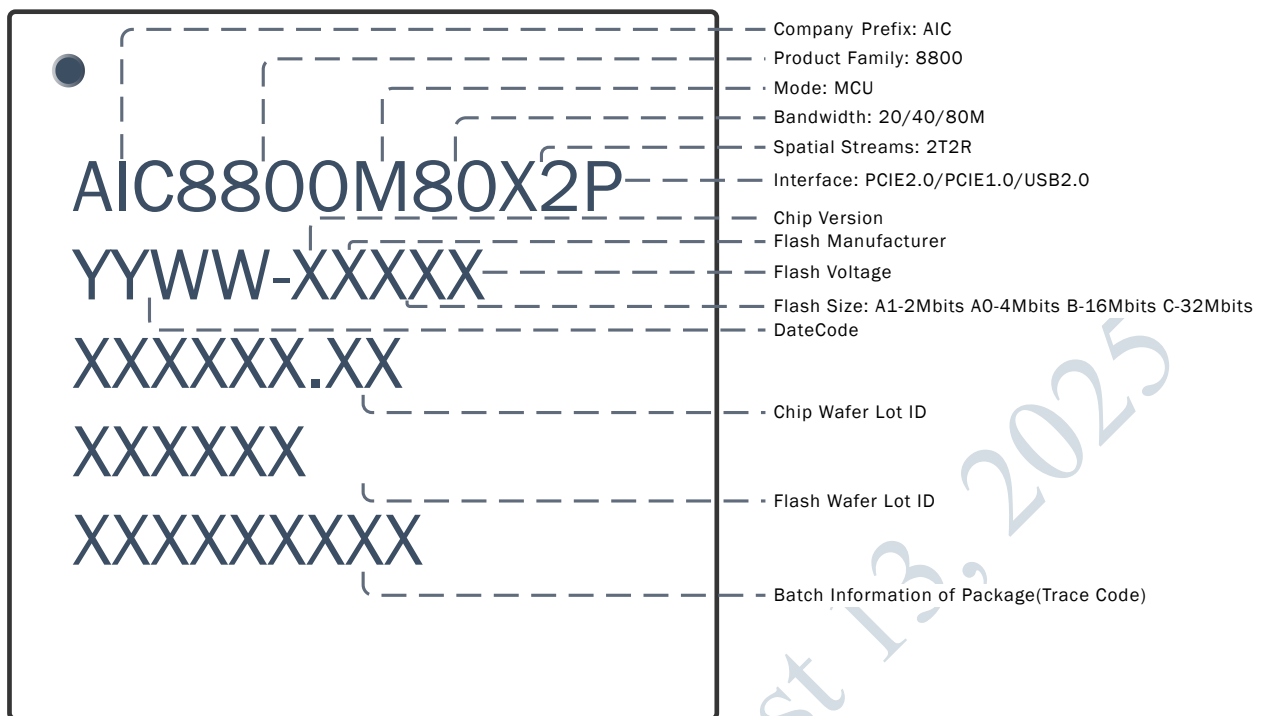 Company Prefix: AIC
Product Family: 8800
Mode: MCU
Bandwidth: 20/40/80M
Spatial Streams: 2T2R
AIC8800M80X2P
Interface: PCIE2.0/PCIE1.0/USB2.0
Chip Version
Flash Manufacturer
YYWW-XXXXX
Flash Voltage
Flash Size: A1-2Mbits A0-4Mbits B-16Mbits C-32Mbits
DateCode
XXXXXX.XX
Chip Wafer Lot ID
XXXXXX
Flash Wafer Lot ID
XXXXXXXXX
Batch Information of Package(Trace Code)
st 13, 2025